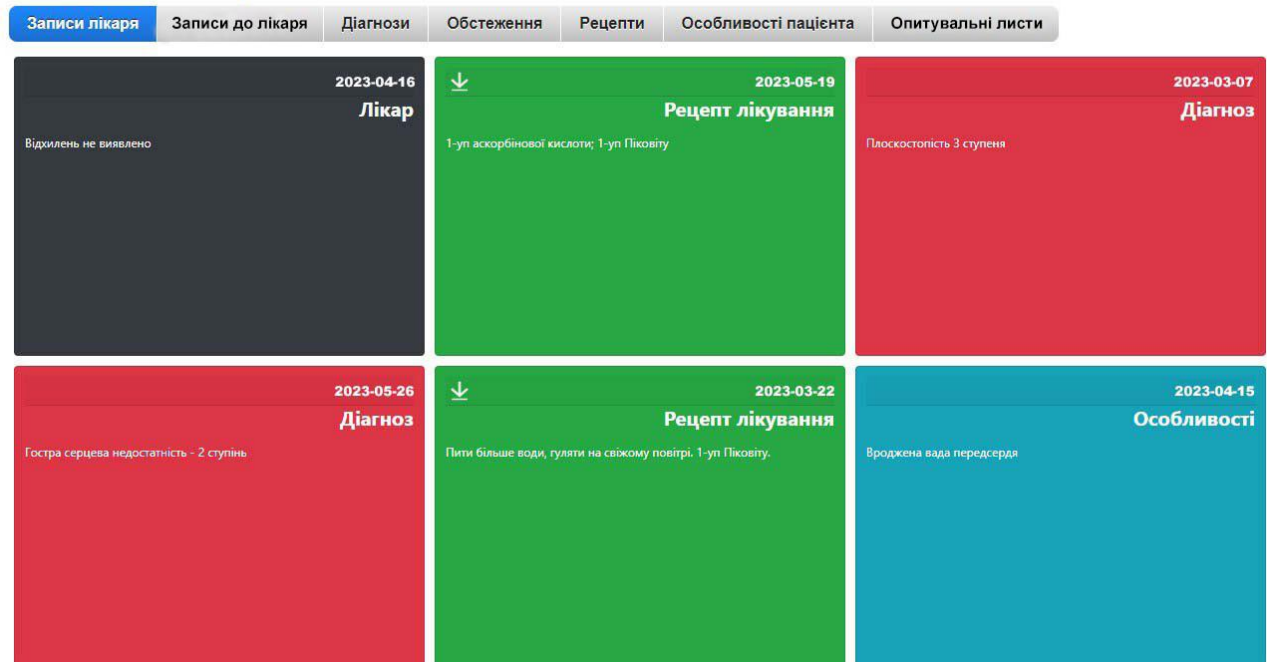 Записи лікаря Записи до лікаря Діагнози Обстеження Рецепти Особливості пацієнта Опитувальні листи
2023-04-16
Лікар
Відхилень не виявлено
2023-05-19
Рецепт лікування
1-уп аскорбінової кислоти; 1-уп Піковіту
2023-03-07
Діагноз
Плоскостопість 3 ступеня
2023-05-26
Діагноз
Гостра серцева недостатність - 2 ступінь
2023-03-22
Рецепт лікування
Пити більше води, гуляти на свіжому повітрі. 1-уп Піковіту.
2023-04-15
Особливості
Вроджена вада передсердя